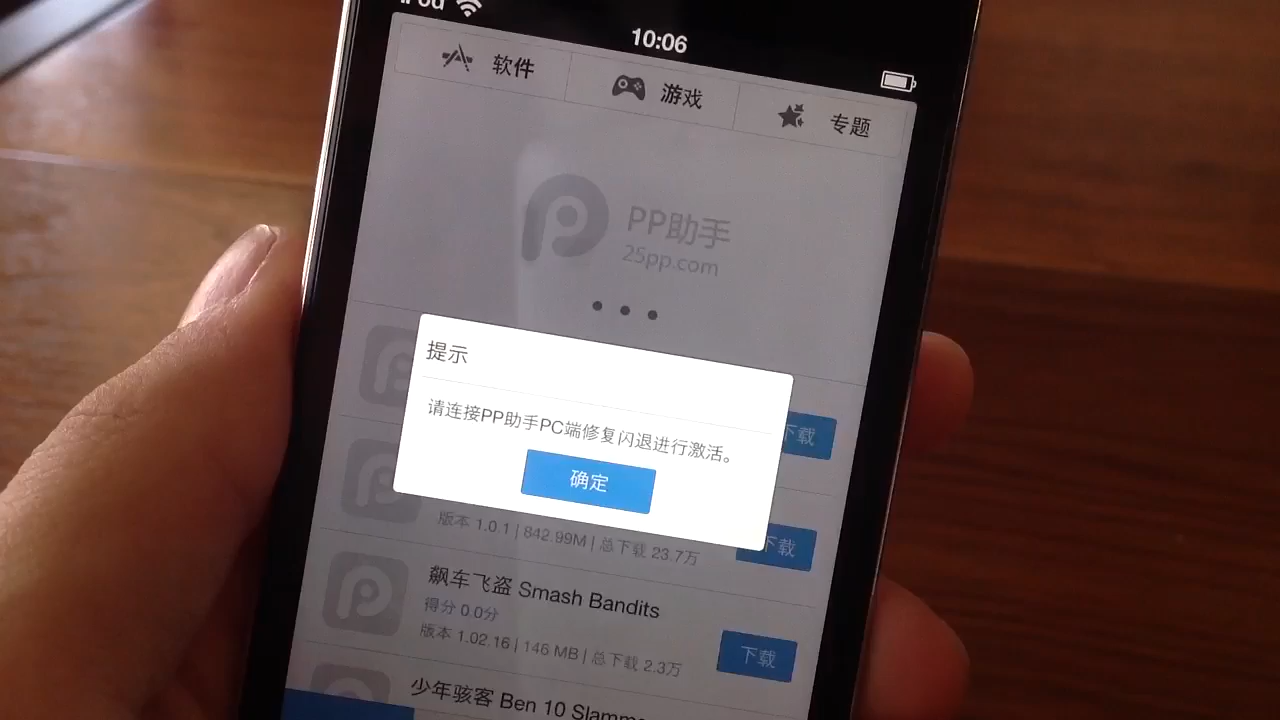 iPod
10:06
软件
游戏
专题
PP助手
25pp.com
提示
请连接PP助手PC端修复闪退进行激活。
确定
下载
版本 1.0.1 | 842.99M | 总下载 23.7万
下载
飙车飞盗 Smash Bandits
得分 0.0分
版本 1.02.16 | 146 MB | 总下载 2.3万
下载
少年骇客 Ben 10 Slamme